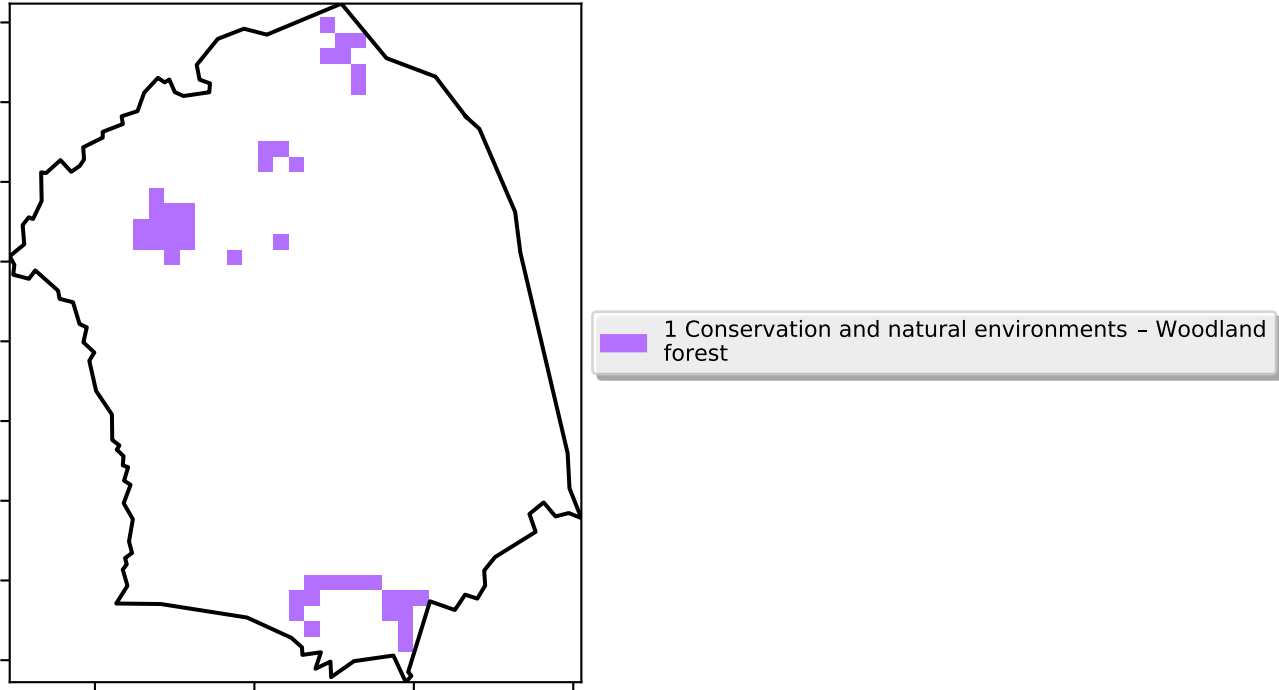 1 Conservation and natural environments – Woodland
forest